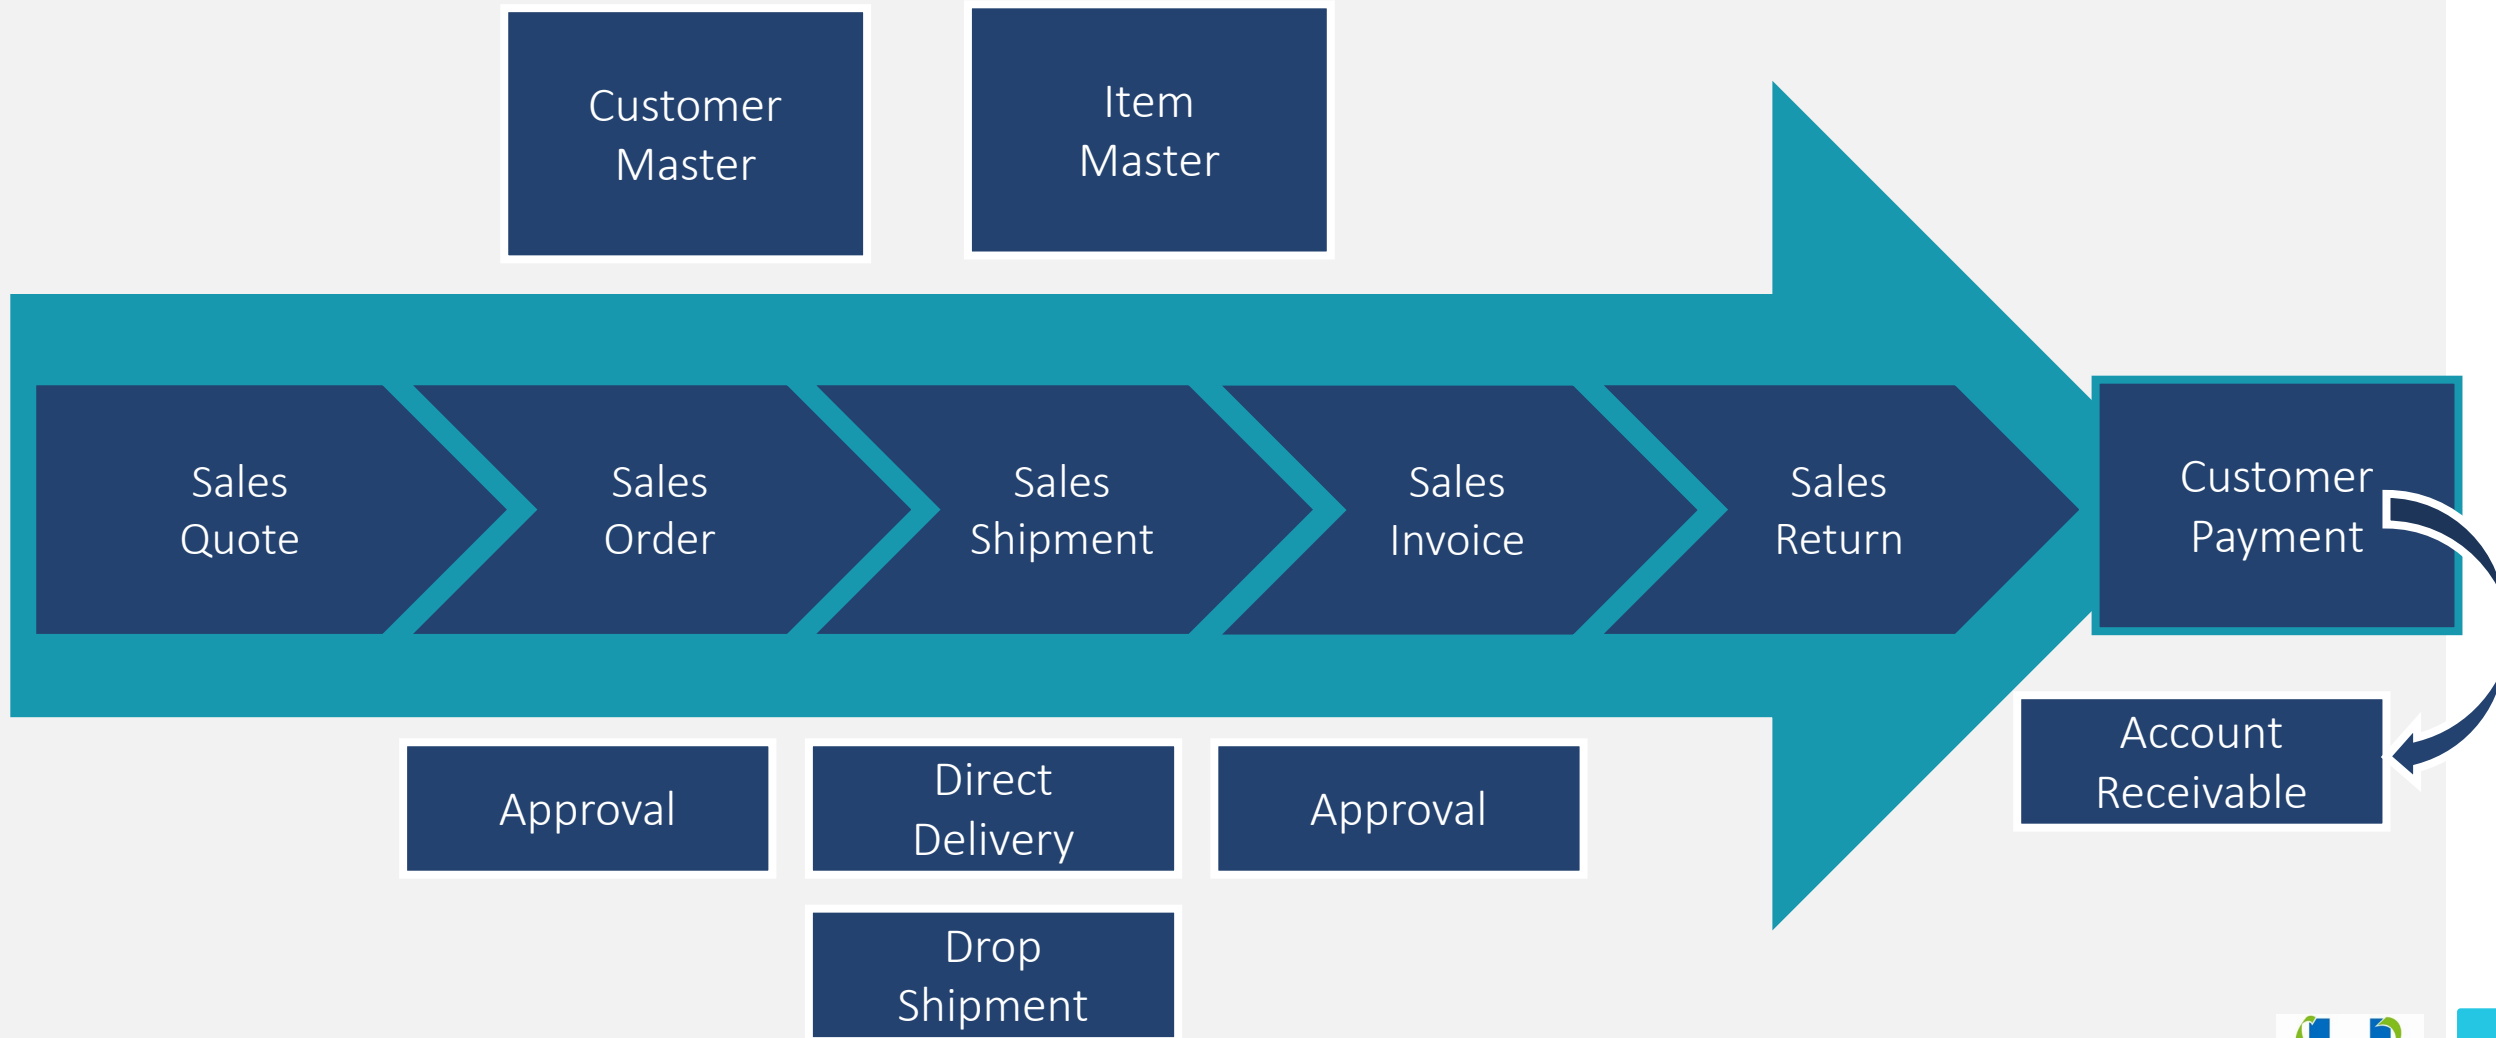 Customer
Master
Item
Master
Sales
Quote
Sales
Order
Sales
Shipment
Sales
Invoice
Sales
Return
Customer
Payment
Approval
Direct
Delivery
Approval
Account
Receivable
Drop
Shipment